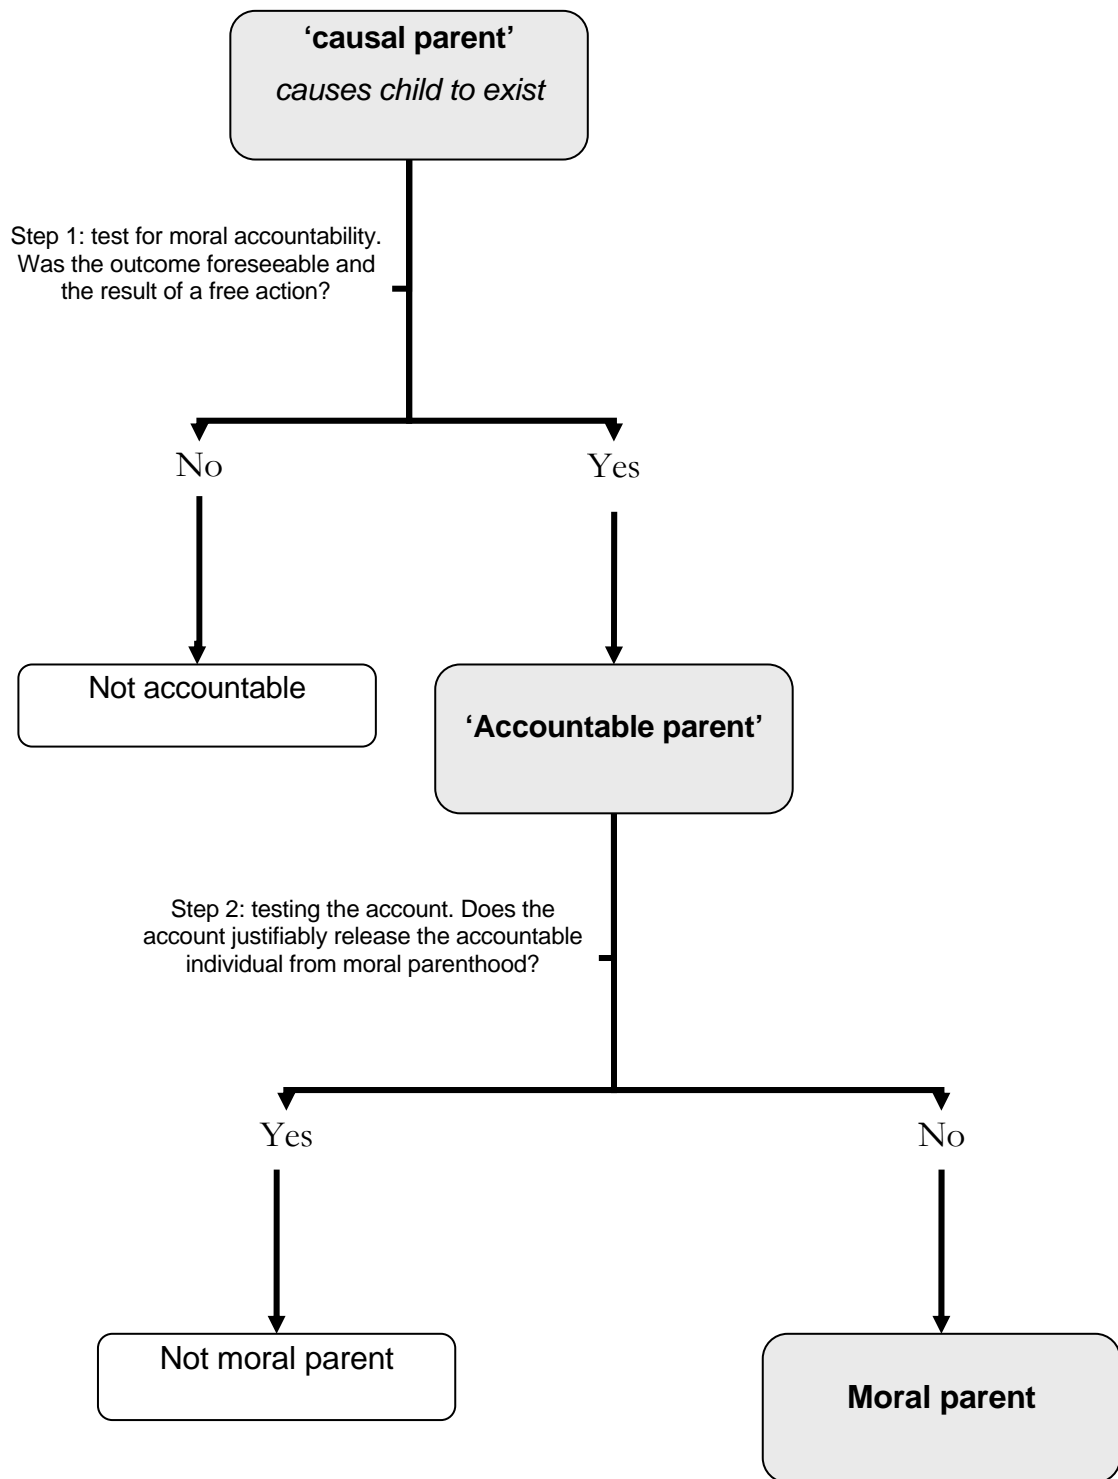 ‘causal parent’
causes child to exist
Step 1: test for moral accountability.
Was the outcome foreseeable and
the result of a free action?
No
Yes
Not accountable
‘Accountable parent’
Step 2: testing the account. Does the
account justifiably release the accountable
individual from moral parenthood?
Yes
No
Not moral parent
Moral parent